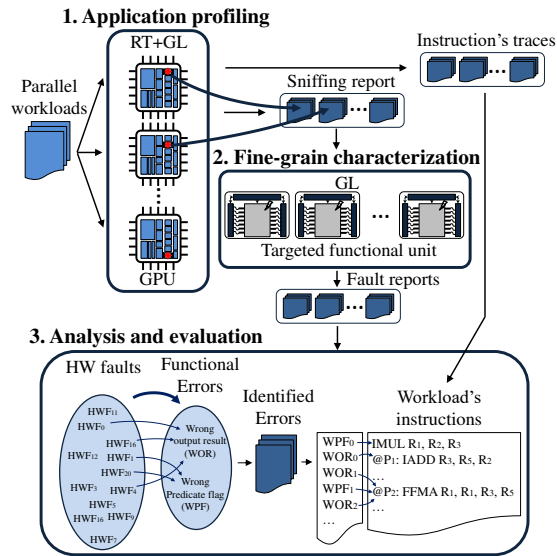 1. Application profiling
RT+GL
Instruction's traces
Parallel
workloads
Sniffing report
2. Fine-grain characterization
GL
Targeted functional unit
GPU
Fault reports
3. Analysis and evaluation
HW faults
Functional
Errors
Identified
Errors
Workload's
instructions
HWF11
HWF0
HWF16
HWF12
HWF1
HWF20
HWF3
HWF4
HWF5
HWF16
HWF9
HWF7
Wrong
output result
(WOR)
Wrong
Predicate flag
(WPF)
WPF0
WOR0
WOR1
WPF1
WOR2
...
IMUL R1, R2, R3
@P1: IADD R3, R5, R2
...
@P2: FFMA R1, R1, R3, R5
...